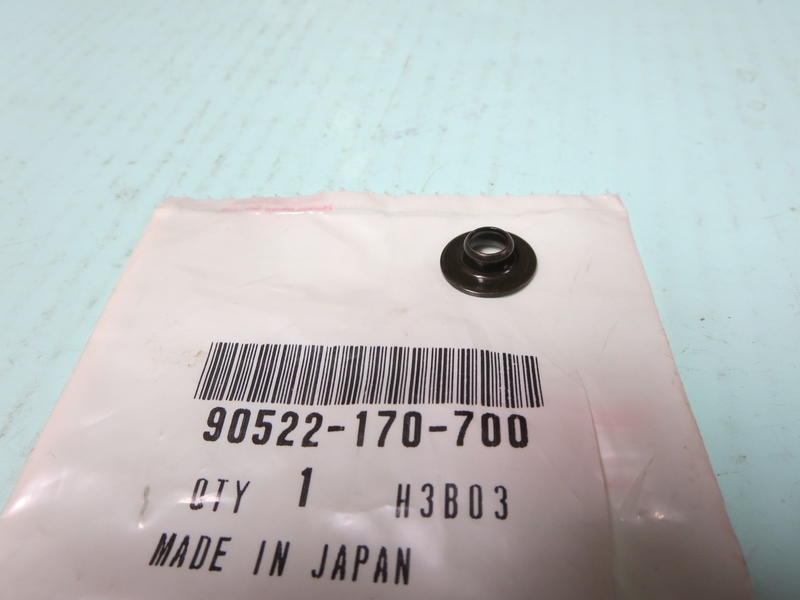 90522-170-700
QTY 1 H3B03
MADE IN JAPAN